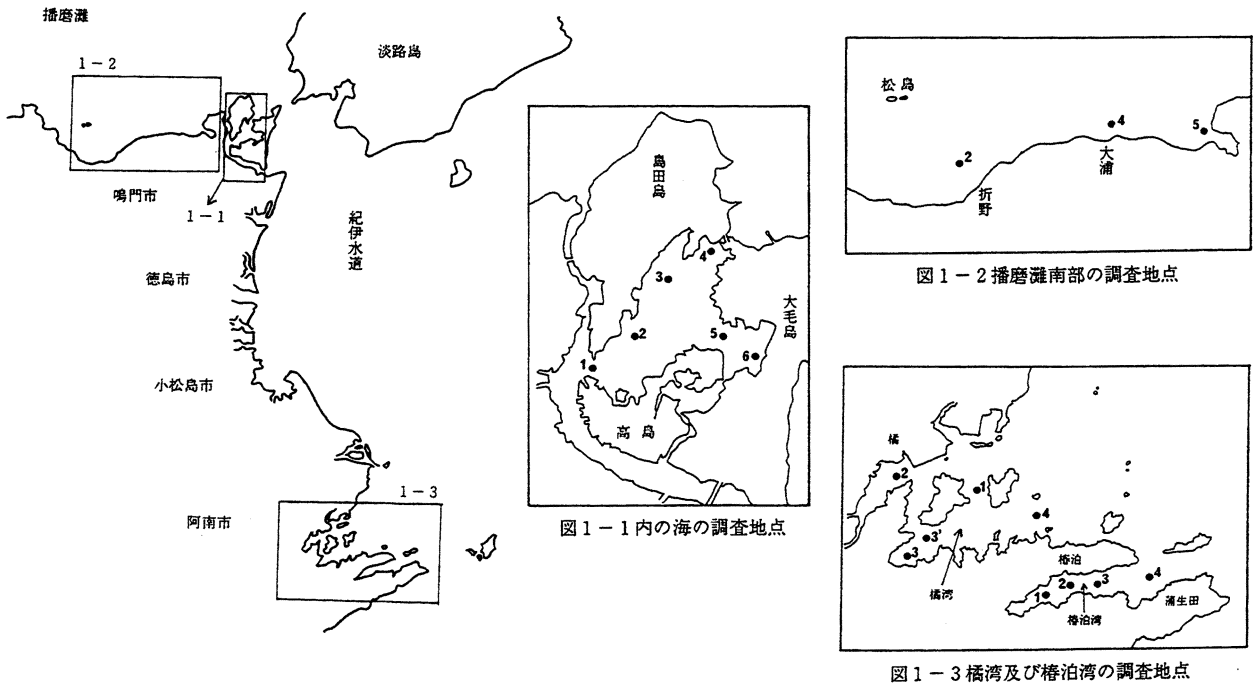 播磨灘
淡路島
1－2
鳴門市
1－1
紀伊水道
徳島市
小松島市
1－3
阿南市
島田島
大毛島
高島
1
2
3
4
5
6
図1－1内の海の調査地点
松島
2
4
5
折野
大浦
図1－2播磨灘南部の調査地点
橘
2
1
4
3'
3
橘湾
椿泊
1
2
3
4
椿泊湾
蒲生田
図1－3橘湾及び椿泊湾の調査地点